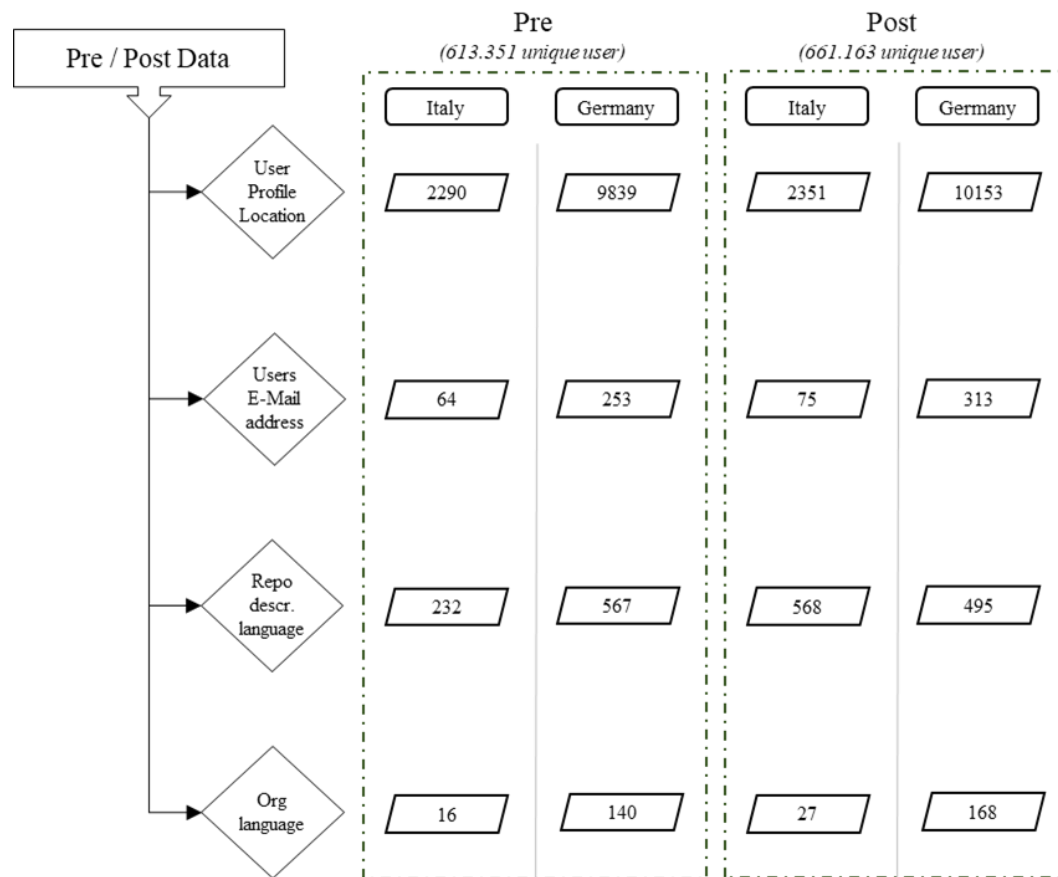 Pre / Post Data
Pre
(613.351 unique user)
Post
(661.163 unique user)
Italy
Germany
Italy
Germany
User
Profile
Location
2290
9839
2351
10153
Users
E-Mail
address
64
253
75
313
Repo
descr.
language
232
567
568
495
Org
language
16
140
27
168